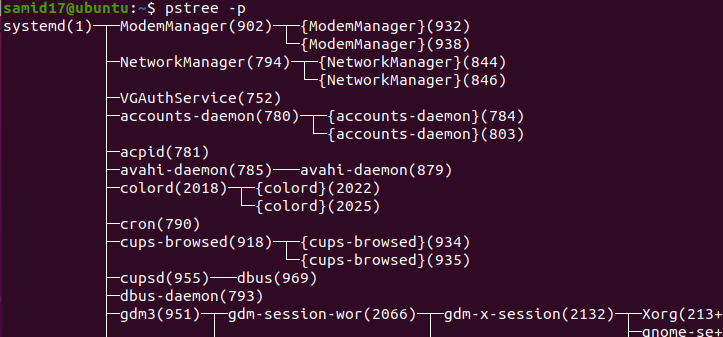 samid17@ubuntu:~$ pstree -p
systemd(1)─┬─ModemManager(902)─┬─{ModemManager}(932)
           │                   └─{ModemManager}(938)
           ├─NetworkManager(794)─┬─{NetworkManager}(844)
           │                     └─{NetworkManager}(846)
           ├─VGAuthService(752)
           ├─accounts-daemon(780)─┬─{accounts-daemon}(784)
           │                      └─{accounts-daemon}(803)
           ├─acpid(781)
           ├─avahi-daemon(785)───avahi-daemon(879)
           ├─colord(2018)─┬─{colord}(2022)
           │              └─{colord}(2025)
           ├─cron(790)
           ├─cups-browsed(918)─┬─{cups-browsed}(934)
           │                   └─{cups-browsed}(935)
           ├─cupsd(955)───dbus(969)
           ├─dbus-daemon(793)
           ├─gdm3(951)─┬─gdm-session-wor(2066)─┬─gdm-x-session(2132)─┬─Xorg(213+
           │           │                       │                     ├─gnome-se+